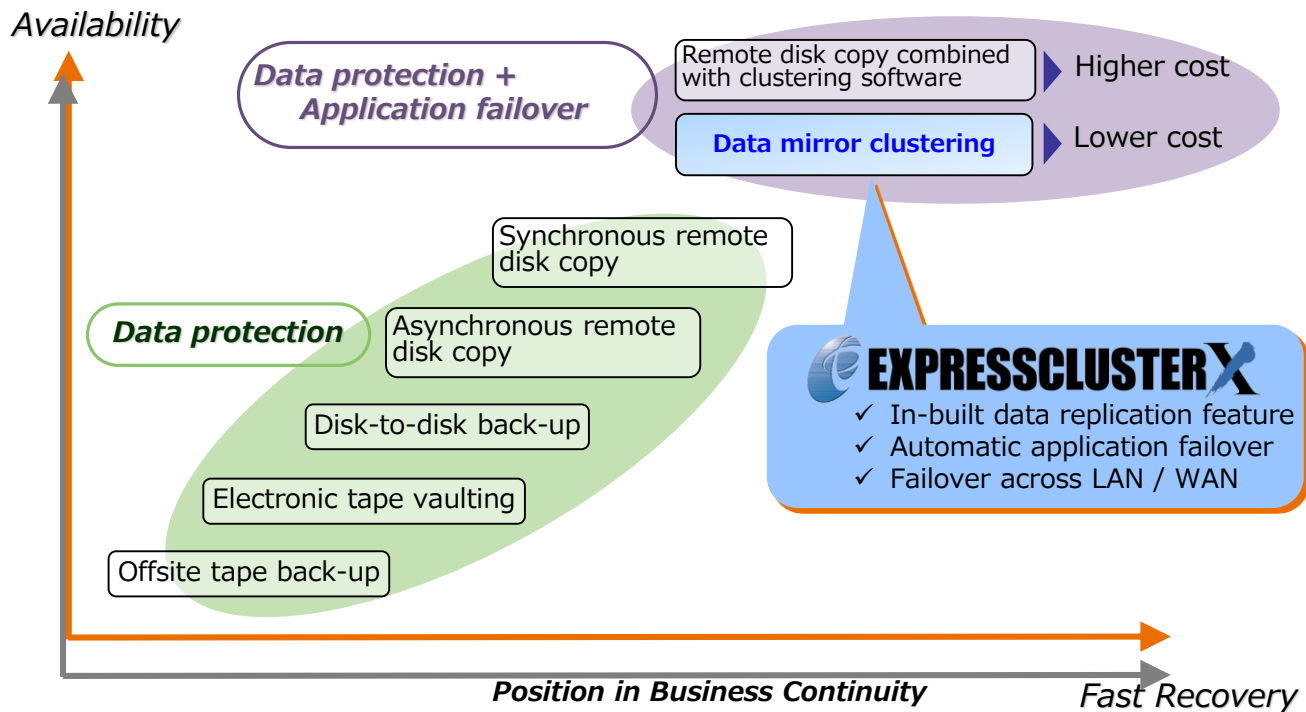 Availability
Data protection +
Application failover
Remote disk copy combined
with clustering software
Higher cost
Data mirror clustering
Lower cost
Synchronous remote
disk copy
Data protection
Asynchronous remote
disk copy
Disk-to-disk back-up
Electronic tape vaulting
Offsite tape back-up
EXPRESSCLUSTER X
✓ In-built data replication feature
✓ Automatic application failover
✓ Failover across LAN / WAN
Position in Business Continuity
Fast Recovery